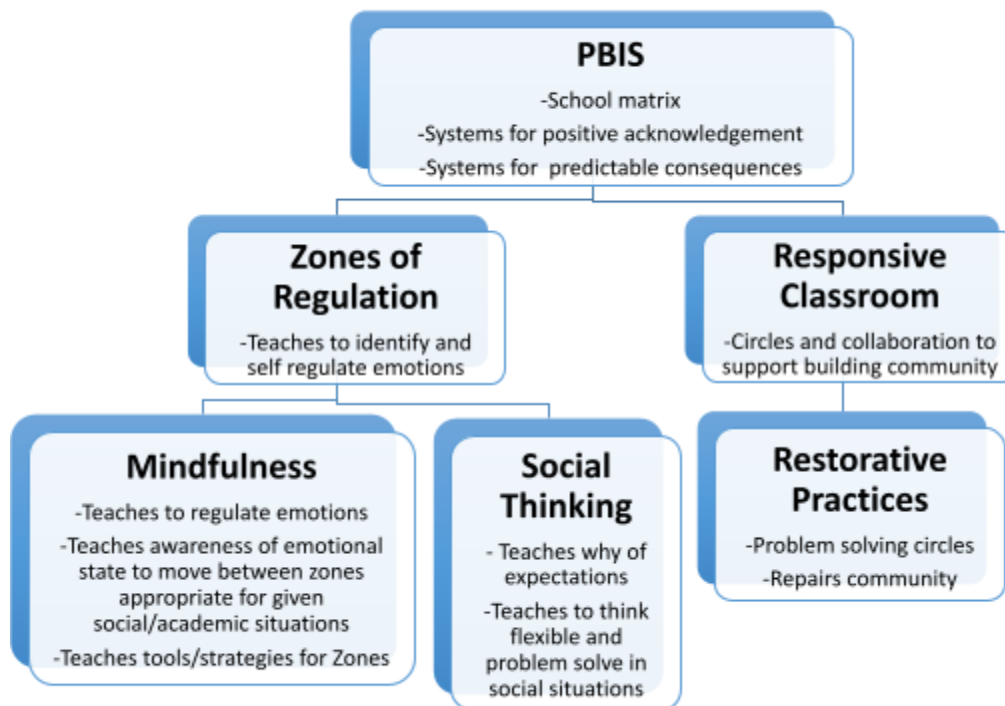 PBIS
-School matrix
-Systems for positive acknowledgement
-Systems for predictable consequences
Zones of
Regulation
-Teaches to identify and
self regulate emotions
Responsive
Classroom
-Circles and collaboration to
support building community
Mindfulness
-Teaches to regulate emotions
-Teaches awareness of emotional
state to move between zones
appropriate for given
social/academic situations
-Teaches tools/strategies for Zones
Social
Thinking
- Teaches why of
expectations
-Teaches to think
flexible and
problem solve in
social situations
Restorative
Practices
-Problem solving circles
-Repairs community